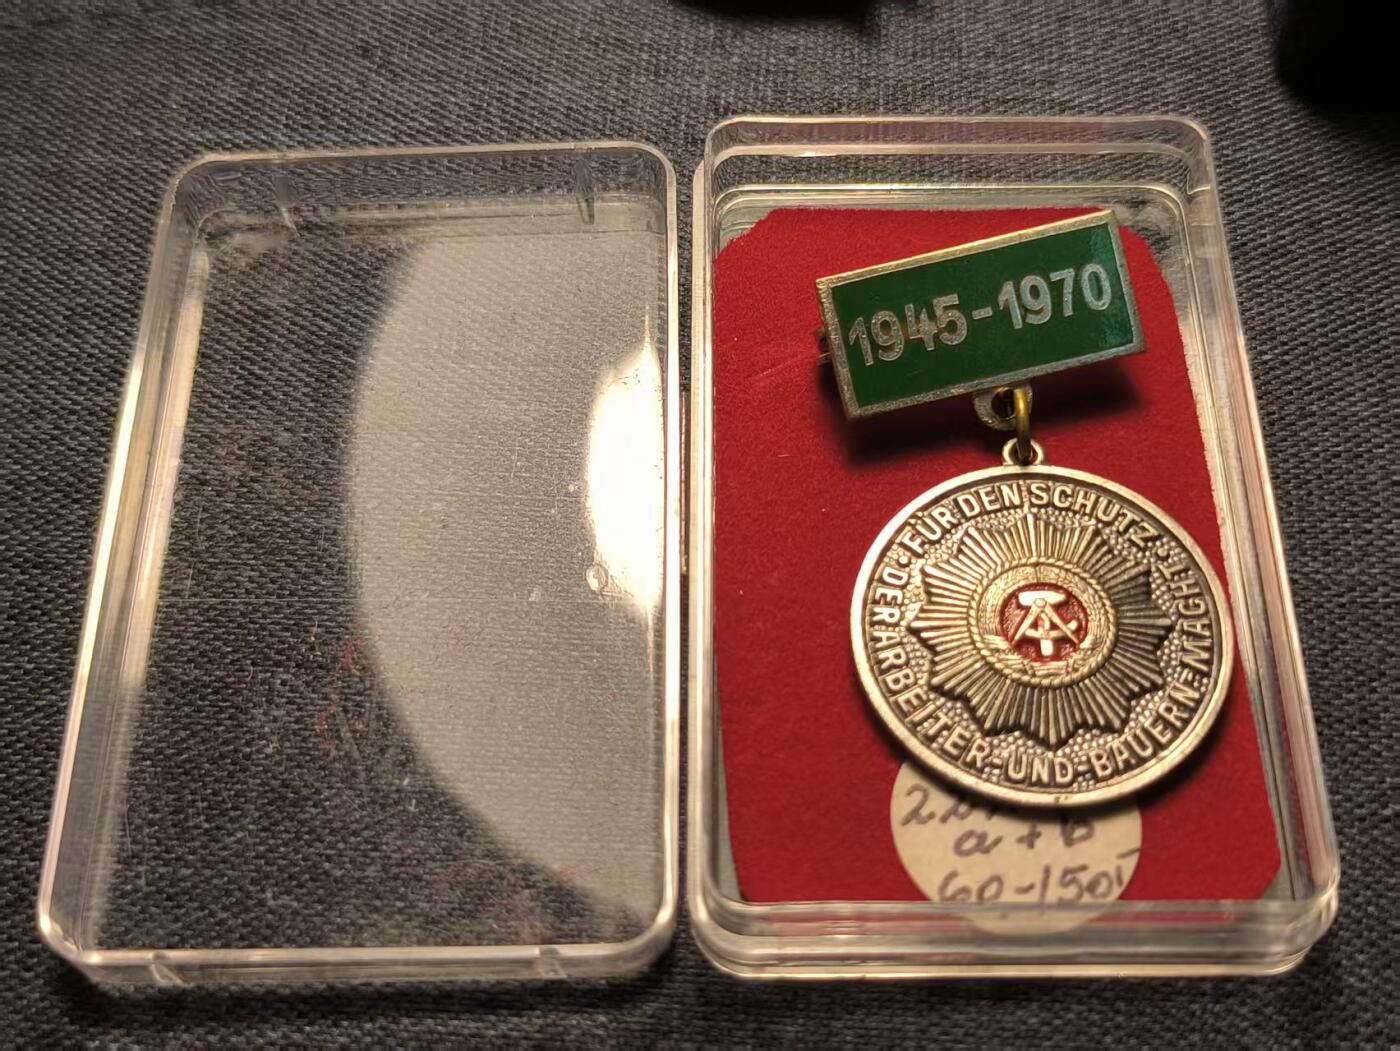 1945-1970
FÜR DEN SCHUTZ
DER ARBEITER-UND-BAUERN-MACHT
a + b
60-150